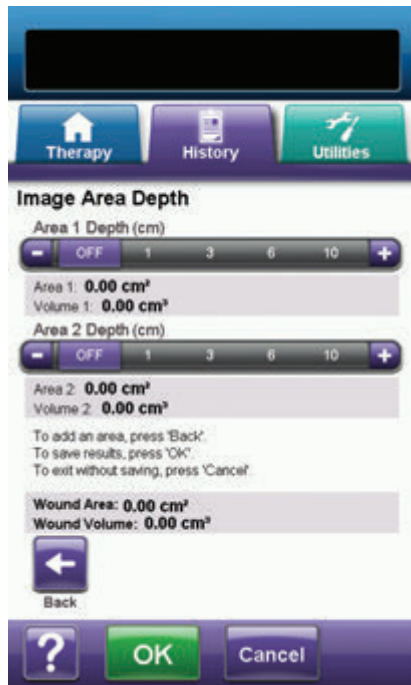 Therapy History Utilities
Image Area Depth
Area 1 Depth (cm)
- OFF 1 3 6 10 +
Area 1: 0.00 cm²
Volume 1: 0.00 cm³
Area 2 Depth (cm)
- OFF 1 3 6 10 +
Area 2 0.00 cm²
Volume 2 0.00 cm³
To add an area, press 'Back'.
To save results, press 'OK'.
To exit without saving, press 'Cancel'.
Wound Area: 0.00 cm²
Wound Volume: 0.00 cm³
Back
? OK Cancel